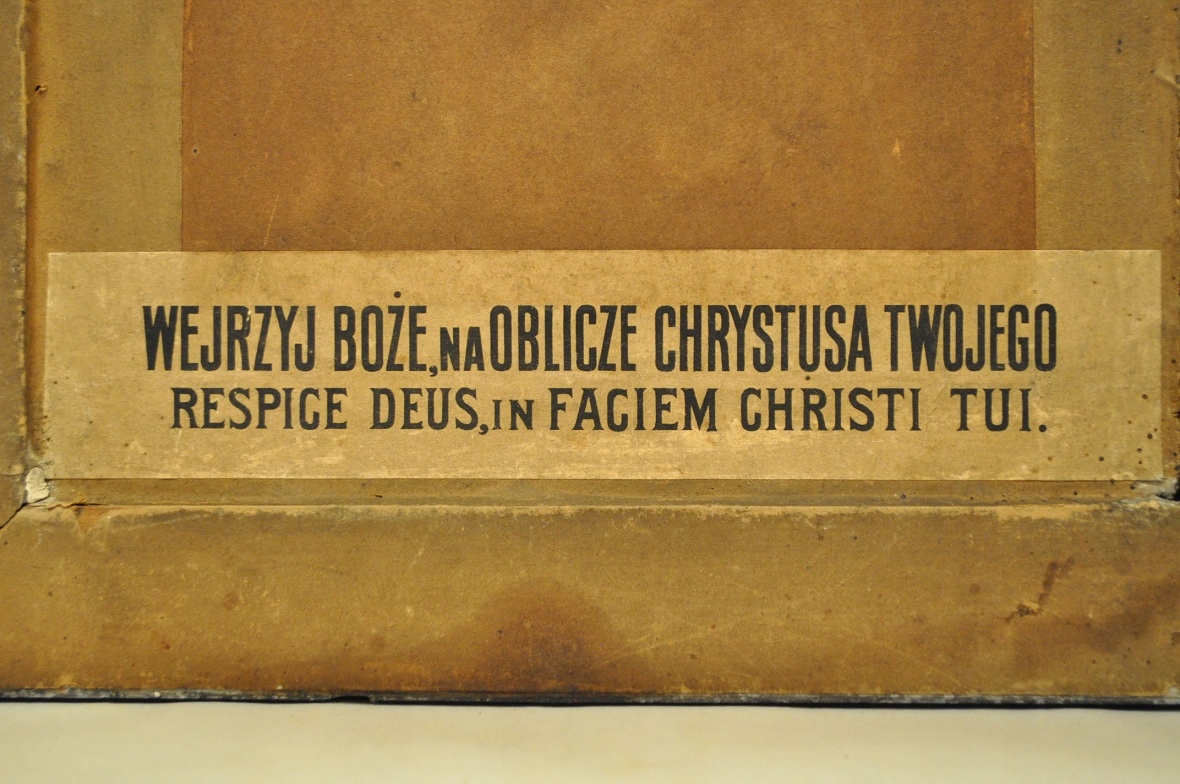 WEJRZYJ BOŻE, NA OBLICZE CHRYSTUSA TWOJEGO
RESPICE DEUS, IN FACIEM CHRISTI TUI.